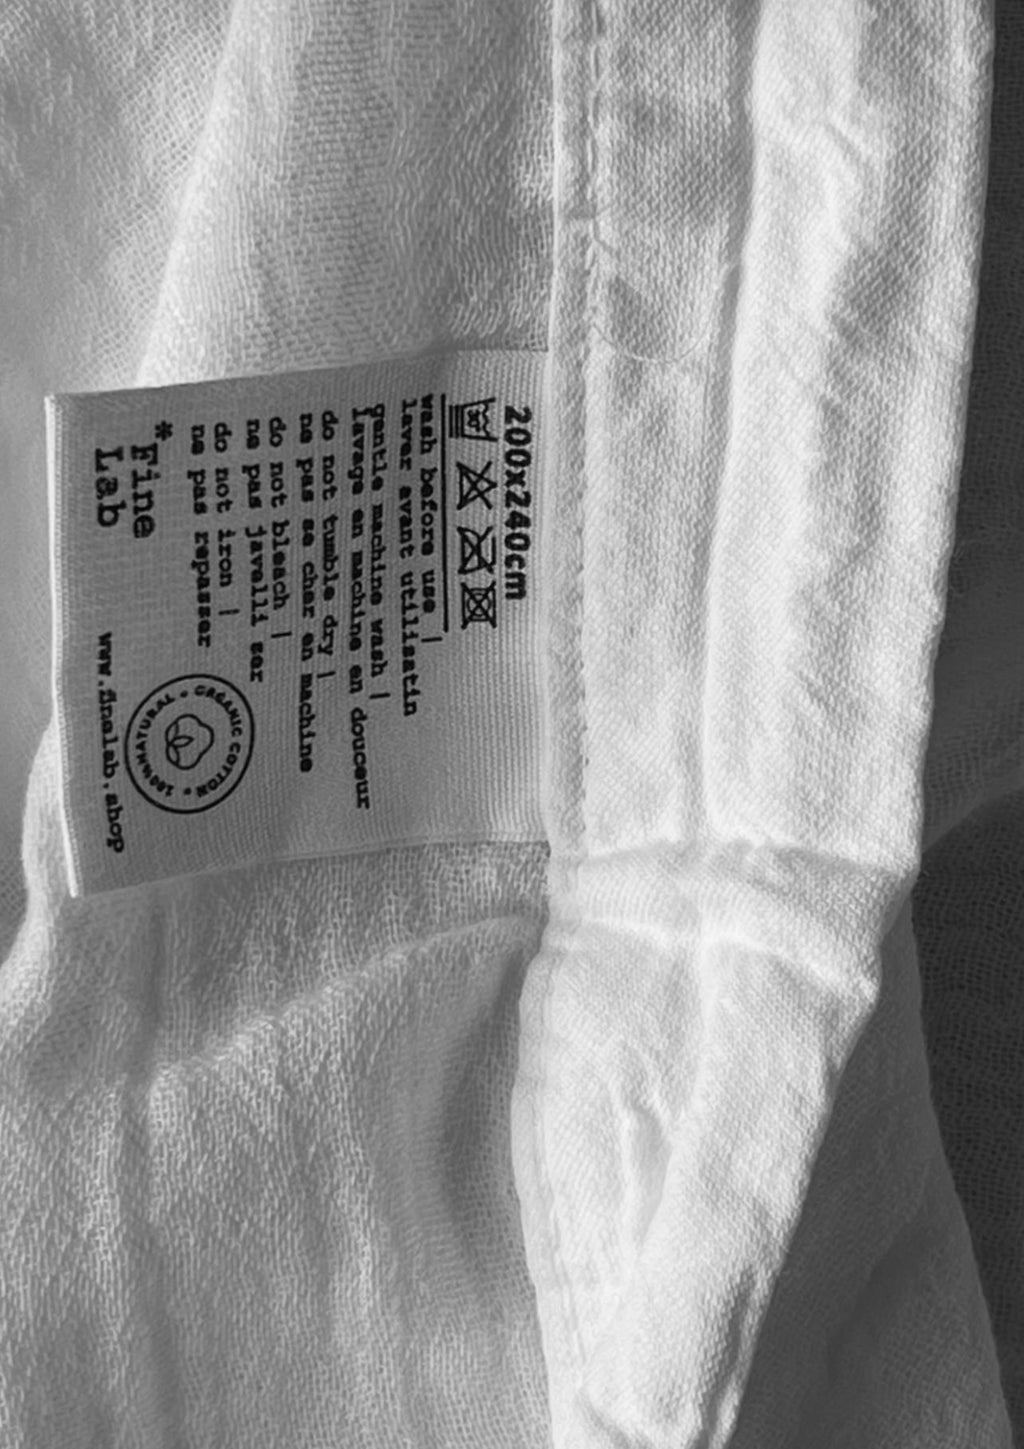 200x240cm
30°
wash before use |
laver avant utilisatin
gentle machine wash |
lavage en machine en douceur
do not tumble dry |
ne pas se cher en machine
do not bleach |
ne pas javelli ser
do not iron |
ne pas repasser
* Fine
Lab
ORGANIC COTTON • 100% NATURAL •
www.finelab.shop